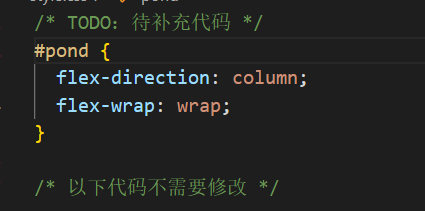 /* TODO：待补充代码 */
#pond {
  flex-direction: column;
  flex-wrap: wrap;
}
/* 以下代码不需要修改 */